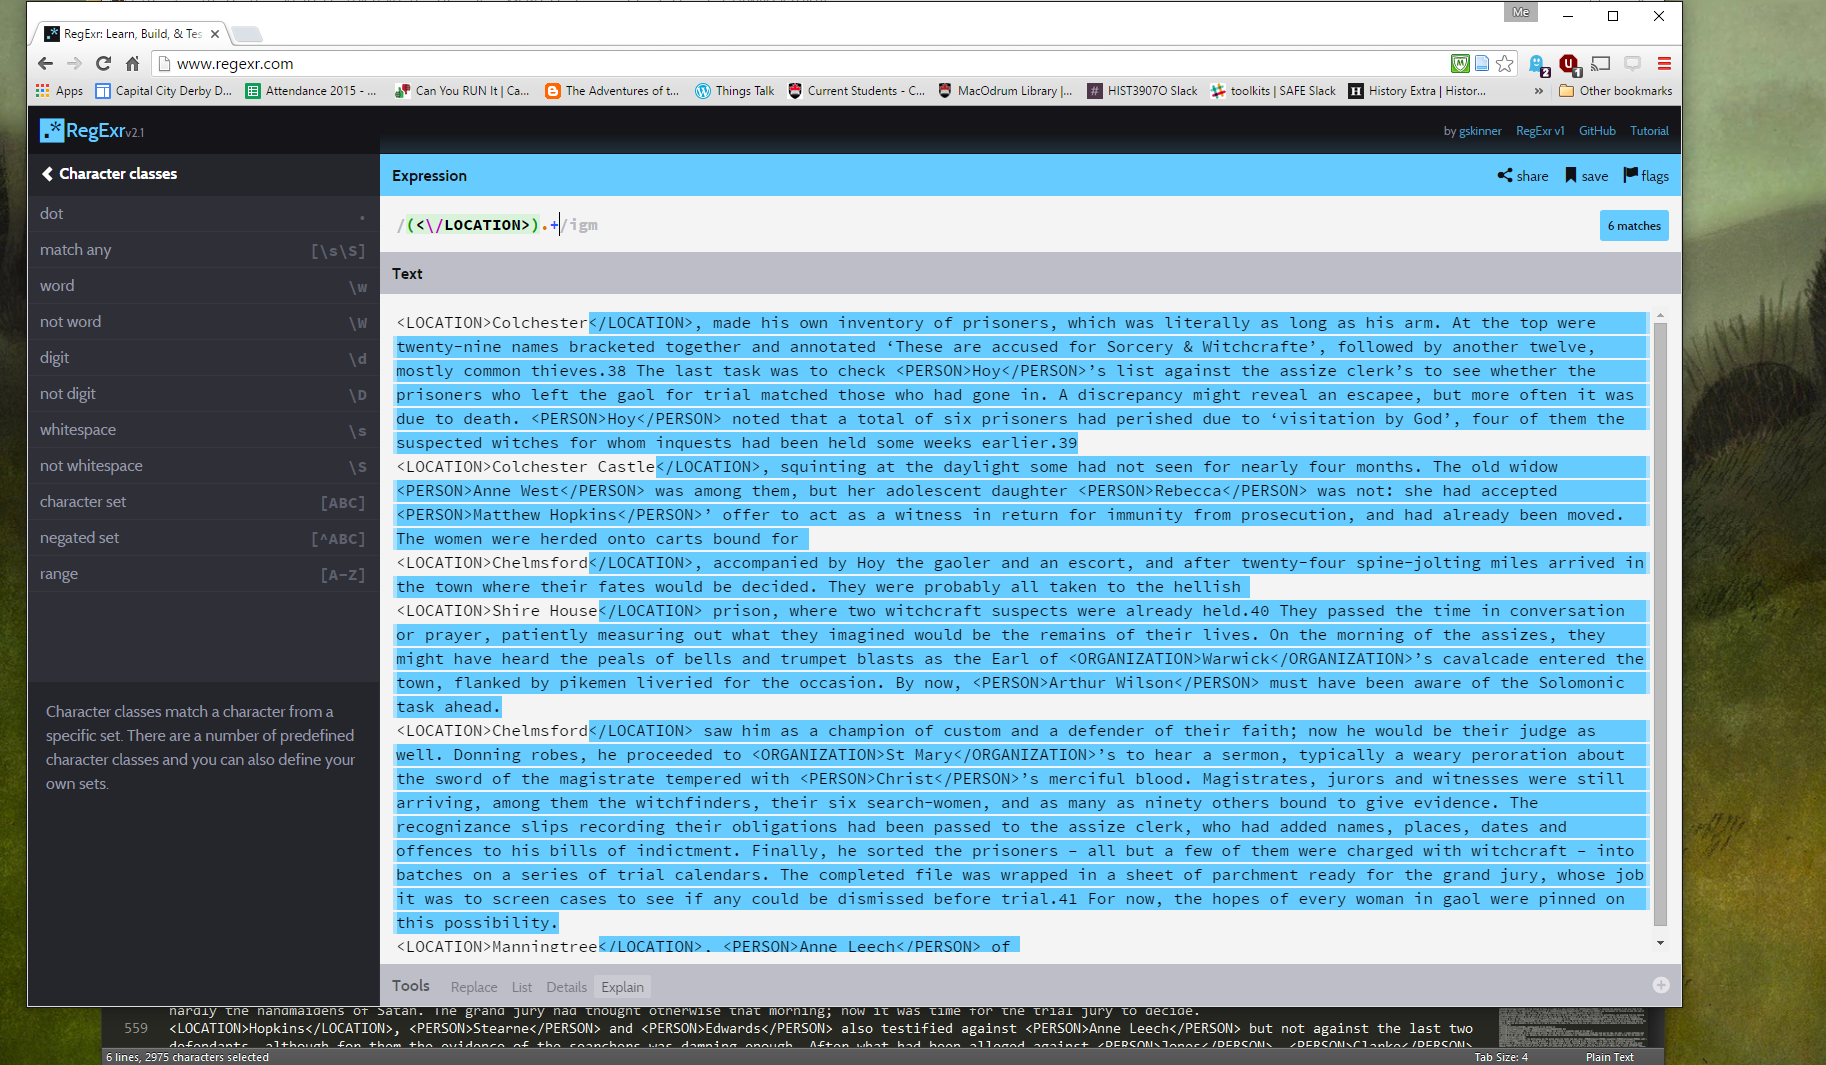 Me
RegExr: Learn, Build, & Tes
www.regexr.com
2
1
Apps
Capital City Derby D...
Attendance 2015 - ...
Can You RUN It | Ca...
The Adventures of t...
Things Talk
Current Students - C...
MacOdrum Library |...
HIST3907O Slack
toolkits | SAFE Slack
History Extra | Histor...
»
Other bookmarks
.* RegExr v2.1
by gskinner
RegExr v1
GitHub
Tutorial
Character classes
dot .
match any [\s\S]
word \w
not word \W
digit \d
not digit \D
whitespace \s
not whitespace \S
character set [ABC]
negated set [^ABC]
range [A-Z]
Character classes match a character from a
specific set. There are a number of predefined
character classes and you can also define your
own sets.
Expression
share
save
flags
/(<\/LOCATION>).+/igm
6 matches
Text
<LOCATION>Colchester</LOCATION>, made his own inventory of prisoners, which was literally as long as his arm. At the top were
twenty-nine names bracketed together and annotated ‘These are accused for Sorcery & Witchcrafte’, followed by another twelve,
mostly common thieves.38 The last task was to check <PERSON>Hoy</PERSON>’s list against the assize clerk’s to see whether the
prisoners who left the gaol for trial matched those who had gone in. A discrepancy might reveal an escapee, but more often it was
due to death. <PERSON>Hoy</PERSON> noted that a total of six prisoners had perished due to ‘visitation by God’, four of them the
suspected witches for whom inquests had been held some weeks earlier.39
<LOCATION>Colchester Castle</LOCATION>, squinting at the daylight some had not seen for nearly four months. The old widow
<PERSON>Anne West</PERSON> was among them, but her adolescent daughter <PERSON>Rebecca</PERSON> was not: she had accepted
<PERSON>Matthew Hopkins</PERSON>’ offer to act as a witness in return for immunity from prosecution, and had already been moved.
The women were herded onto carts bound for
<LOCATION>Chelmsford</LOCATION>, accompanied by Hoy the gaoler and an escort, and after twenty-four spine-jolting miles arrived in
the town where their fates would be decided. They were probably all taken to the hellish
<LOCATION>Shire House</LOCATION> prison, where two witchcraft suspects were already held.40 They passed the time in conversation
or prayer, patiently measuring out what they imagined would be the remains of their lives. On the morning of the assizes, they
might have heard the peals of bells and trumpet blasts as the Earl of <ORGANIZATION>Warwick</ORGANIZATION>’s cavalcade entered the
town, flanked by pikemen liveried for the occasion. By now, <PERSON>Arthur Wilson</PERSON> must have been aware of the Solomonic
task ahead.
<LOCATION>Chelmsford</LOCATION> saw him as a champion of custom and a defender of their faith; now he would be their judge as
well. Donning robes, he proceeded to <ORGANIZATION>St Mary</ORGANIZATION>’s to hear a sermon, typically a weary peroration about
the sword of the magistrate tempered with <PERSON>Christ</PERSON>’s merciful blood. Magistrates, jurors and witnesses were still
arriving, among them the witchfinders, their six search-women, and as many as ninety others bound to give evidence. The
recognizance slips recording their obligations had been passed to the assize clerk, who had added names, places, dates and
offences to his bills of indictment. Finally, he sorted the prisoners – all but a few of them were charged with witchcraft – into
batches on a series of trial calendars. The completed file was wrapped in a sheet of parchment ready for the grand jury, whose job
it was to screen cases to see if any could be dismissed before trial.41 For now, the hopes of every woman in gaol were pinned on
this possibility.
<LOCATION>Manningtree</LOCATION>. <PERSON>Anne Leech</PERSON> of
Tools
Replace
List
Details
Explain
hardly the handmaidens of Satan. The grand jury had thought otherwise that morning; now it was time for the trial jury to decide.
559 <LOCATION>Hopkins</LOCATION>, <PERSON>Stearne</PERSON> and <PERSON>Edwards</PERSON> also testified against <PERSON>Anne Leech</PERSON> but not against the last two
defendants, although for them the evidence of the searchers was damning enough. After what had been alleged against <PERSON>Jones</PERSON>, <PERSON>Clarke</PERSON>
6 lines, 2975 characters selected
Tab Size: 4
Plain Text